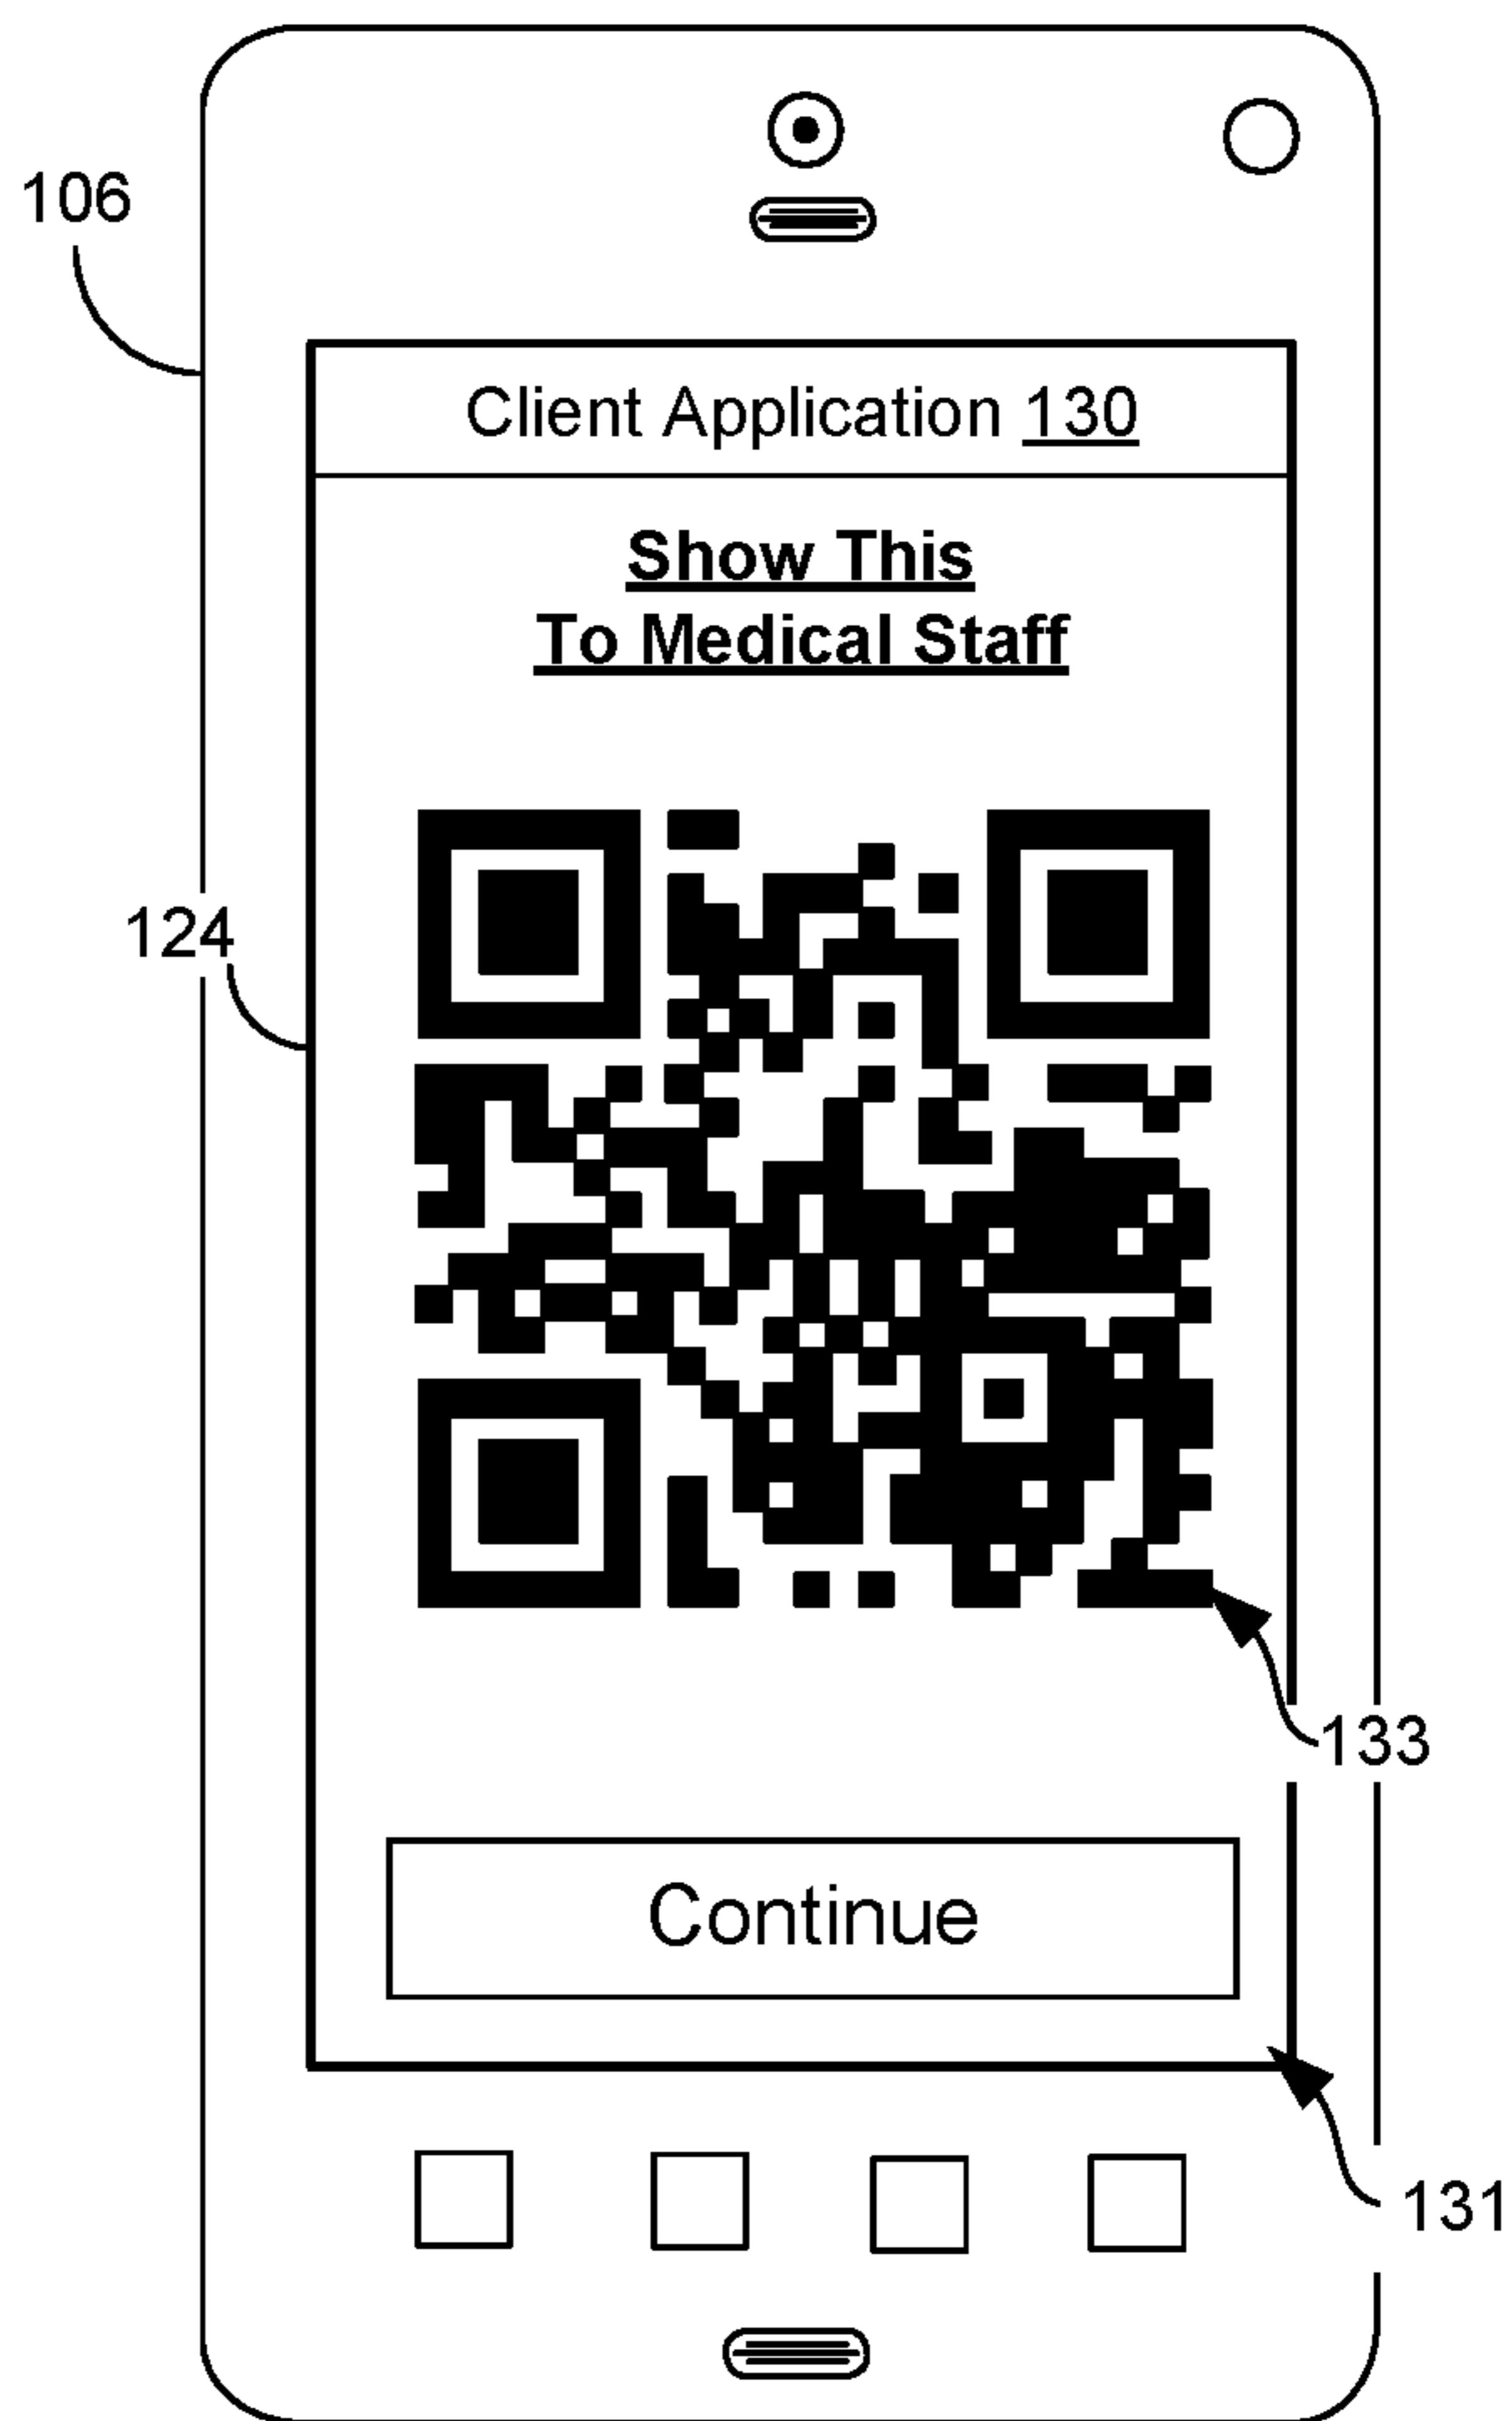 106
Client Application 130
Show This
To Medical Staff
124
133
Continue
131